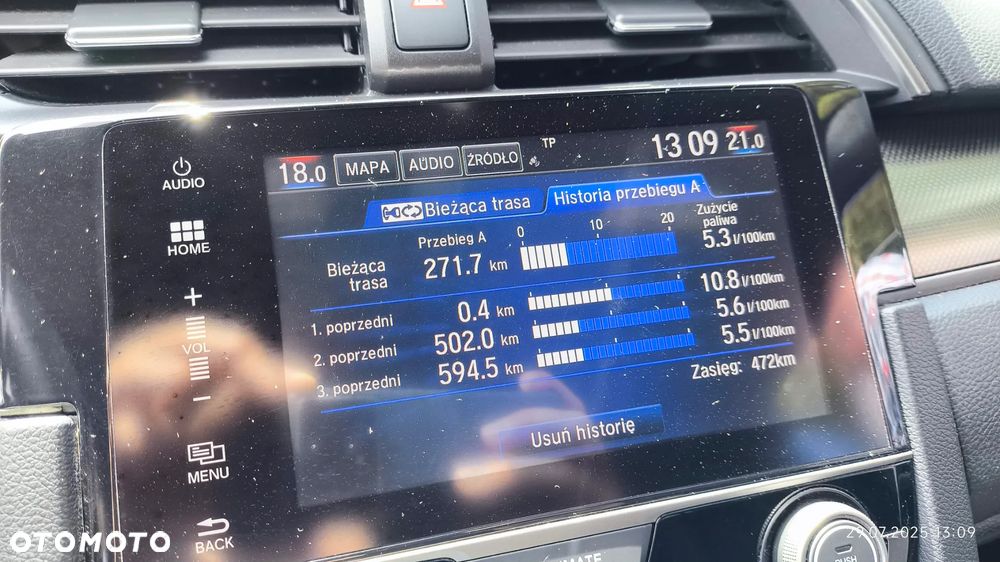 18.0 MAPA AUDIO ŹRÓDŁO TP 13 09 21.0
AUDIO
HOME
+
VOL
-
MENU
BACK
Bieżąca trasa Historia przebiegu A
Przebieg A 0 10 20 Zużycie paliwa
Bieżąca trasa 271.7 km 5.3 l/100km
1. poprzedni 0.4 km 10.8 l/100km
2. poprzedni 502.0 km 5.6 l/100km
3. poprzedni 594.5 km 5.5 l/100km
Zasięg: 472km
Usuń historię
OTOMOTO
29.07.2025 13:09
PUSH